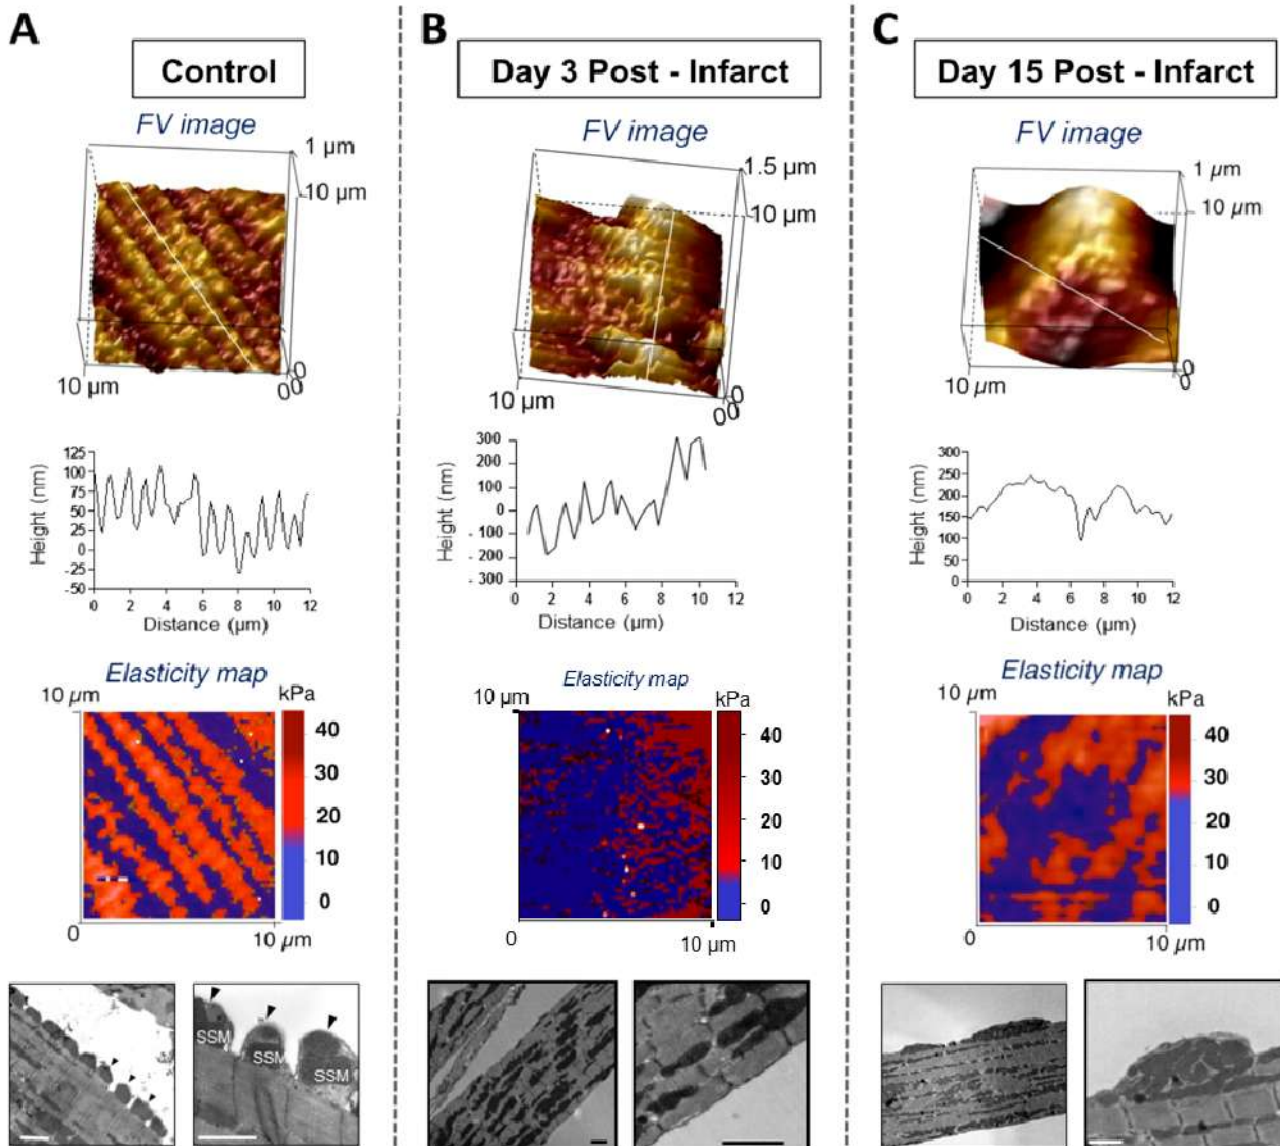 A
Control
FV image
1 µm
10 µm
10 µm
0
0
0
125
100
75
50
25
0
-25
-50
Height (nm)
0 2 4 6 8 10 12
Distance (µm)
Elasticity map
10 µm
kPa
40
30
20
10
0
0
10 µm
SSM
SSM
SSM
B
Day 3 Post - Infarct
FV image
1.5 µm
10 µm
10 µm
0
0
0
300
200
100
0
- 100
- 200
- 300
Height (nm)
0 2 4 6 8 10 12
Distance (µm)
Elasticity map
10 µm
kPa
40
30
20
10
0
0
10 µm
C
Day 15 Post - Infarct
FV image
1 µm
10 µm
10 µm
0
0
300
250
200
150
100
50
0
Height (nm)
0 2 4 6 8 10 12
Distance (µm)
Elasticity map
10 µm
kPa
40
30
20
10
0
0
10 µm